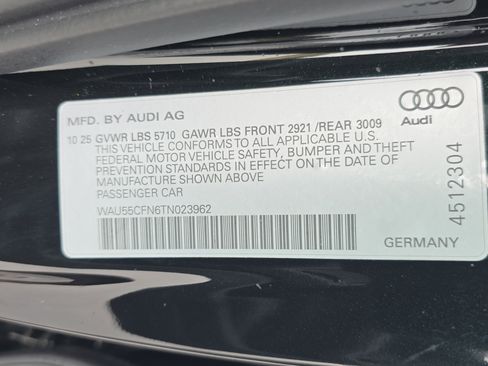 MFD. BY AUDI AG
10 25 GVWR LBS 5710 GAWR LBS FRONT 2921 /REAR 3009
THIS VEHICLE CONFORMS TO ALL APPLICABLE U.S.
FEDERAL MOTOR VEHICLE SAFETY, BUMPER AND THEFT
PREVENTION STANDARDS IN EFFECT ON THE DATE OF
MANUFACTURE SHOWN ABOVE
PASSENGER CAR
WAU55CFN6TN023962
Audi
4512304
GERMANY